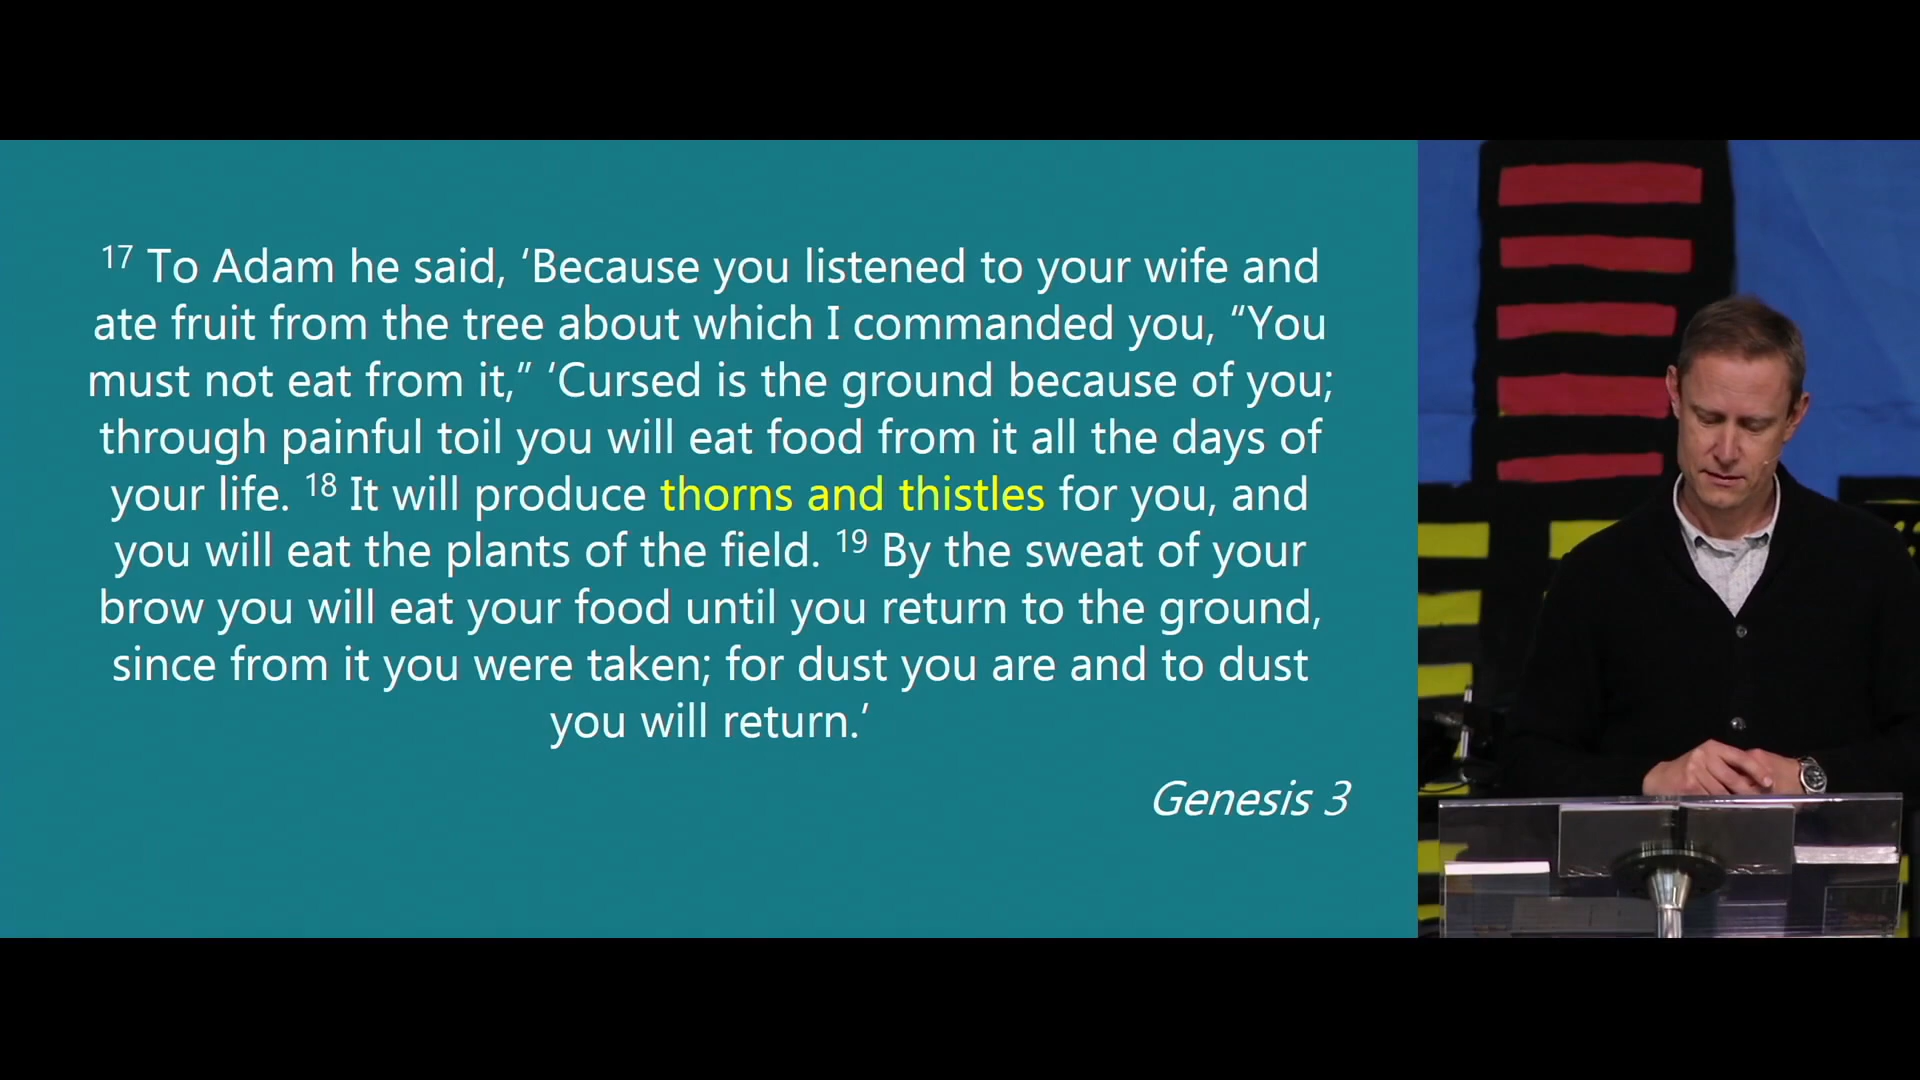 17 To Adam he said, ‘Because you listened to your wife and
ate fruit from the tree about which I commanded you, “You
must not eat from it,” ‘Cursed is the ground because of you;
through painful toil you will eat food from it all the days of
your life. 18 It will produce thorns and thistles for you, and
you will eat the plants of the field. 19 By the sweat of your
brow you will eat your food until you return to the ground,
since from it you were taken; for dust you are and to dust
you will return.’
Genesis 3